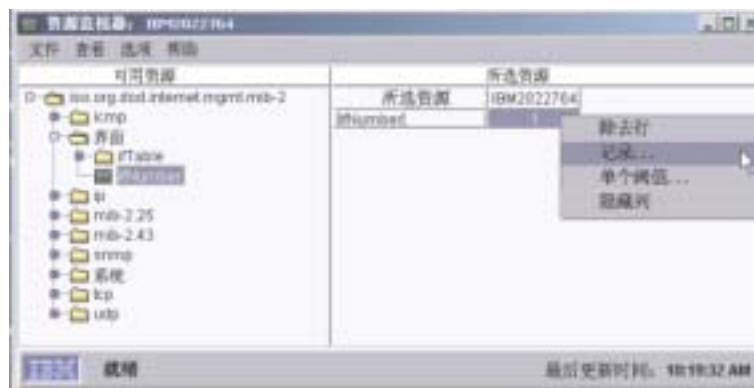 资源监视器: IBM2022764
文件 查看 选项 帮助
可用资源
所选资源
iso.org.dod.internet.mgmt.mib-2
icmp
界面
ifTable
ifNumber
ip
mib-2.25
mib-2.43
snmp
系统
tcp
udp
所选资源 IBM2022764
ifNumber 1
除去行
记录...
单个阈值...
隐藏列
就绪
最后更新时间: 10:19:32 AM